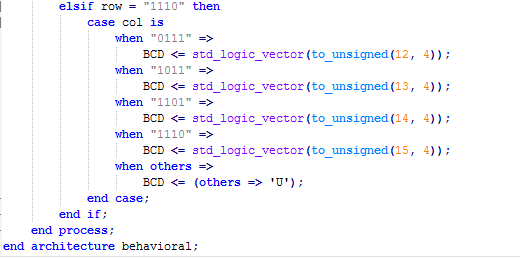 elsif row = "1110" then
case col is
when "0111" =>
BCD <= std_logic_vector(to_unsigned(12, 4));
when "1011" =>
BCD <= std_logic_vector(to_unsigned(13, 4));
when "1101" =>
BCD <= std_logic_vector(to_unsigned(14, 4));
when "1110" =>
BCD <= std_logic_vector(to_unsigned(15, 4));
when others =>
BCD <= (others => 'U');
end case;
end if;
end process;
end architecture behavioral;